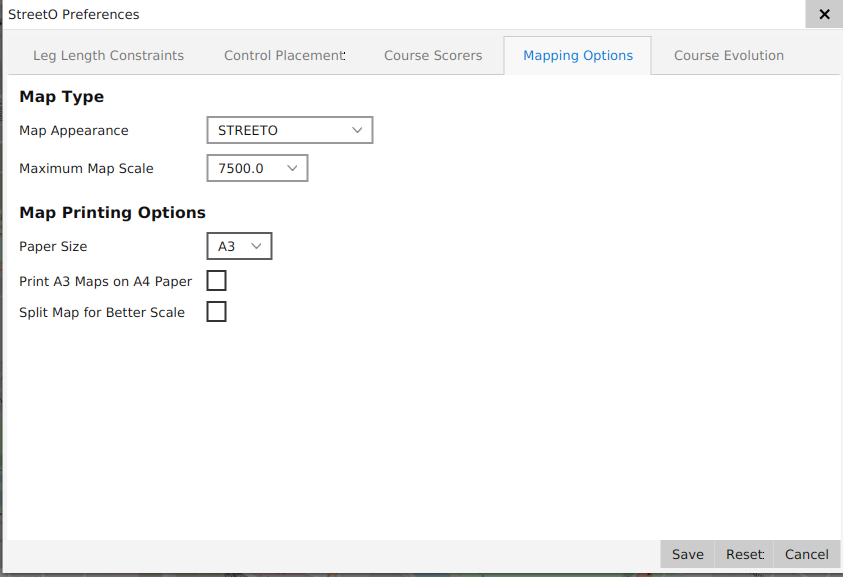 StreetO Preferences
Leg Length Constraints Control Placement: Course Scorers Mapping Options Course Evolution
Map Type
Map Appearance STREETO
Maximum Map Scale 7500.0
Map Printing Options
Paper Size A3
Print A3 Maps on A4 Paper
Split Map for Better Scale
Save Reset: Cancel